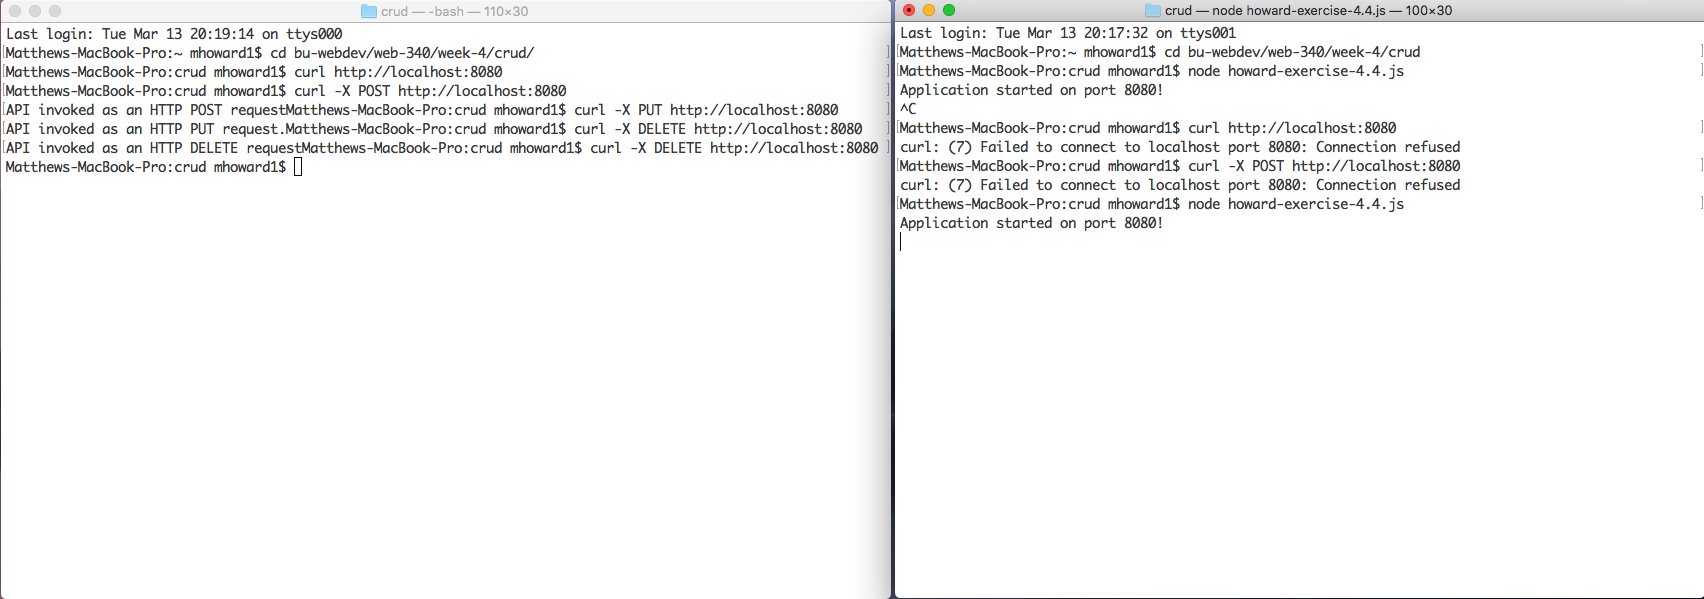 crud — -bash — 110×30
Last login: Tue Mar 13 20:19:14 on ttys000
[Matthews-MacBook-Pro:~ mhoward1$ cd bu-webdev/web-340/week-4/crud/ ]
[Matthews-MacBook-Pro:crud mhoward1$ curl http://localhost:8080 ]
[Matthews-MacBook-Pro:crud mhoward1$ curl -X POST http://localhost:8080 ]
[API invoked as an HTTP POST requestMatthews-MacBook-Pro:crud mhoward1$ curl -X PUT http://localhost:8080 ]
[API invoked as an HTTP PUT request.Matthews-MacBook-Pro:crud mhoward1$ curl -X DELETE http://localhost:8080 ]
[API invoked as an HTTP DELETE requestMatthews-MacBook-Pro:crud mhoward1$ curl -X DELETE http://localhost:8080 ]
Matthews-MacBook-Pro:crud mhoward1$
crud — node howard-exercise-4.4.js — 100×30
Last login: Tue Mar 13 20:17:32 on ttys001
[Matthews-MacBook-Pro:~ mhoward1$ cd bu-webdev/web-340/week-4/crud ]
[Matthews-MacBook-Pro:crud mhoward1$ node howard-exercise-4.4.js ]
Application started on port 8080!
^C
[Matthews-MacBook-Pro:crud mhoward1$ curl http://localhost:8080 ]
curl: (7) Failed to connect to localhost port 8080: Connection refused
[Matthews-MacBook-Pro:crud mhoward1$ curl -X POST http://localhost:8080 ]
curl: (7) Failed to connect to localhost port 8080: Connection refused
[Matthews-MacBook-Pro:crud mhoward1$ node howard-exercise-4.4.js ]
Application started on port 8080!